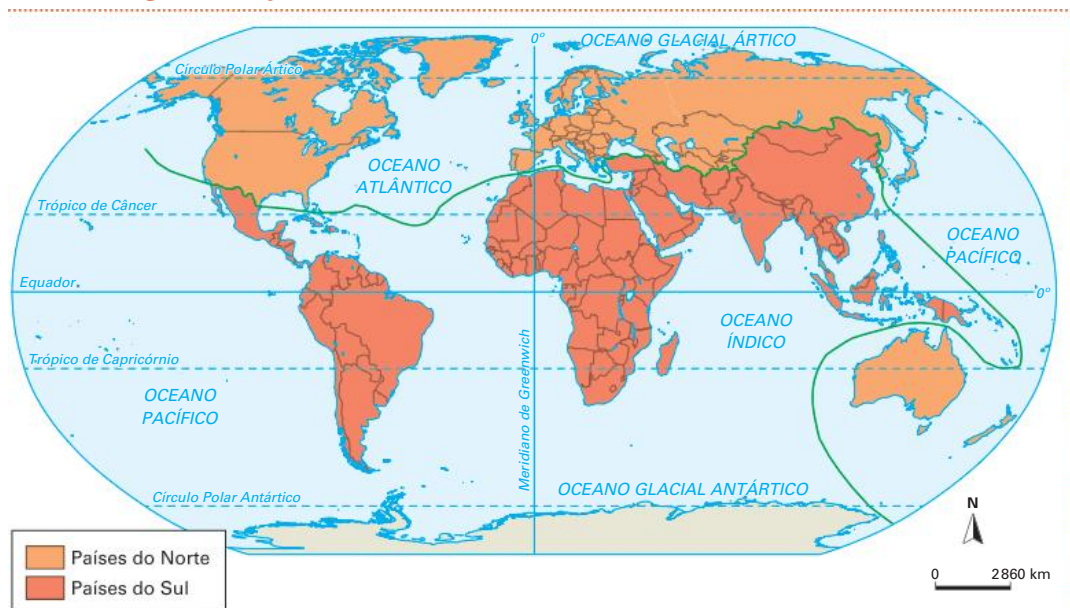 0°
OCEANO GLACIAL ÁRTICO
Círculo Polar Ártico
OCEANO
ATLÂNTICO
Trópico de Câncer
OCEANO
PACÍFICO
Equador
0°
OCEANO
ÍNDICO
Trópico de Capricórnio
OCEANO
PACÍFICO
Meridiano de Greenwich
Círculo Polar Antártico
OCEANO GLACIAL ANTÁRTICO
N
Países do Norte
Países do Sul
0 2860 km